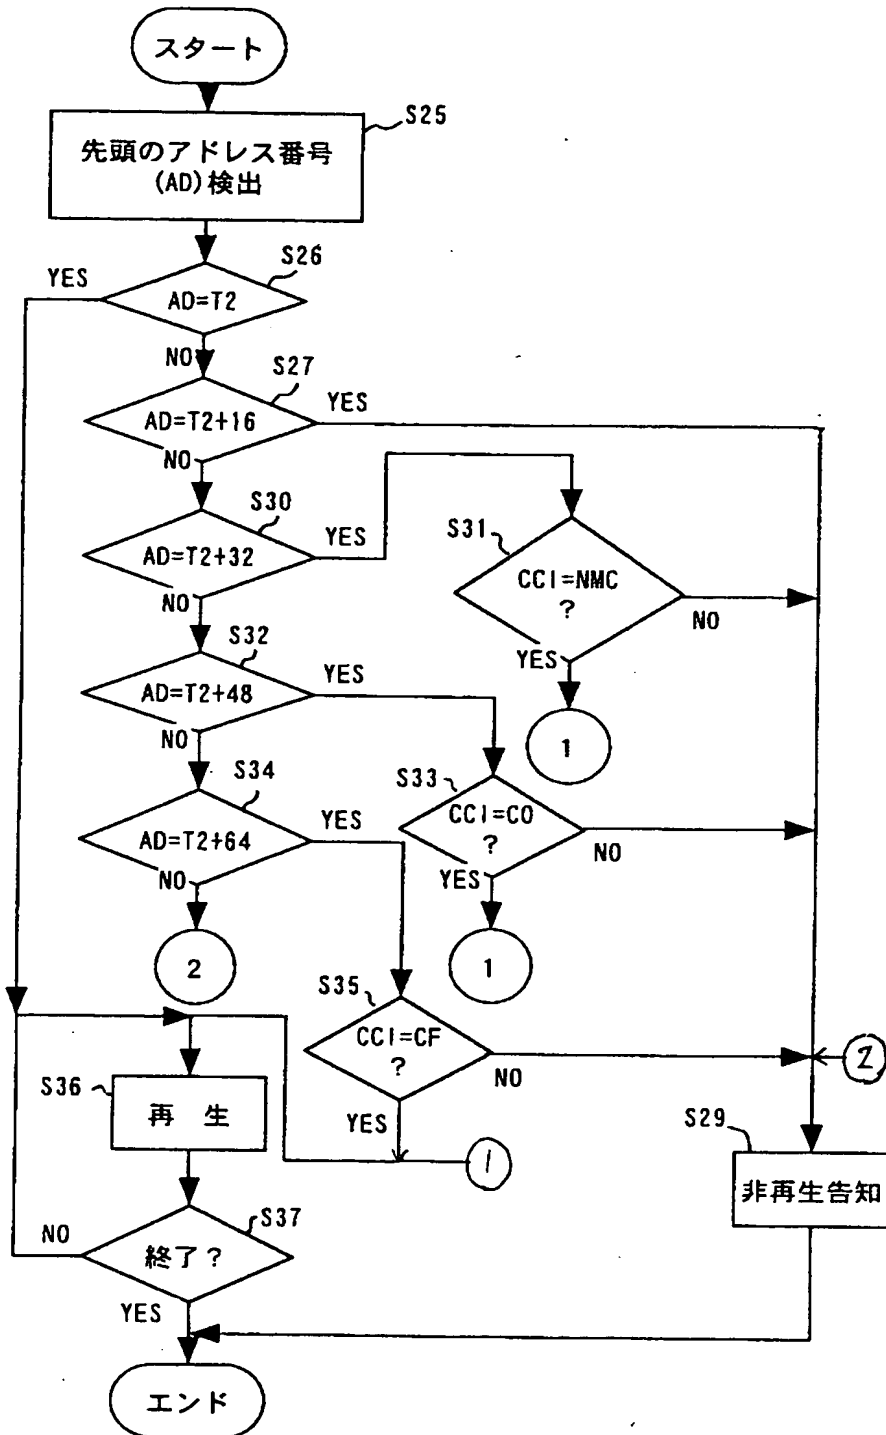 スタート
S25
先頭のアドレス番号
(AD)検出
S26
YES
AD=T2
NO
S27
AD=T2+16
YES
NO
S30
AD=T2+32
YES
NO
S31
CCI=NMC
?
NO
YES
1
S32
AD=T2+48
YES
NO
S33
CCI=CO
?
NO
YES
1
S34
AD=T2+64
YES
NO
2
S35
CCI=CF
?
NO
YES
2
1
S36
再 生
S29
非再生告知
S37
終了?
NO
YES
エンド